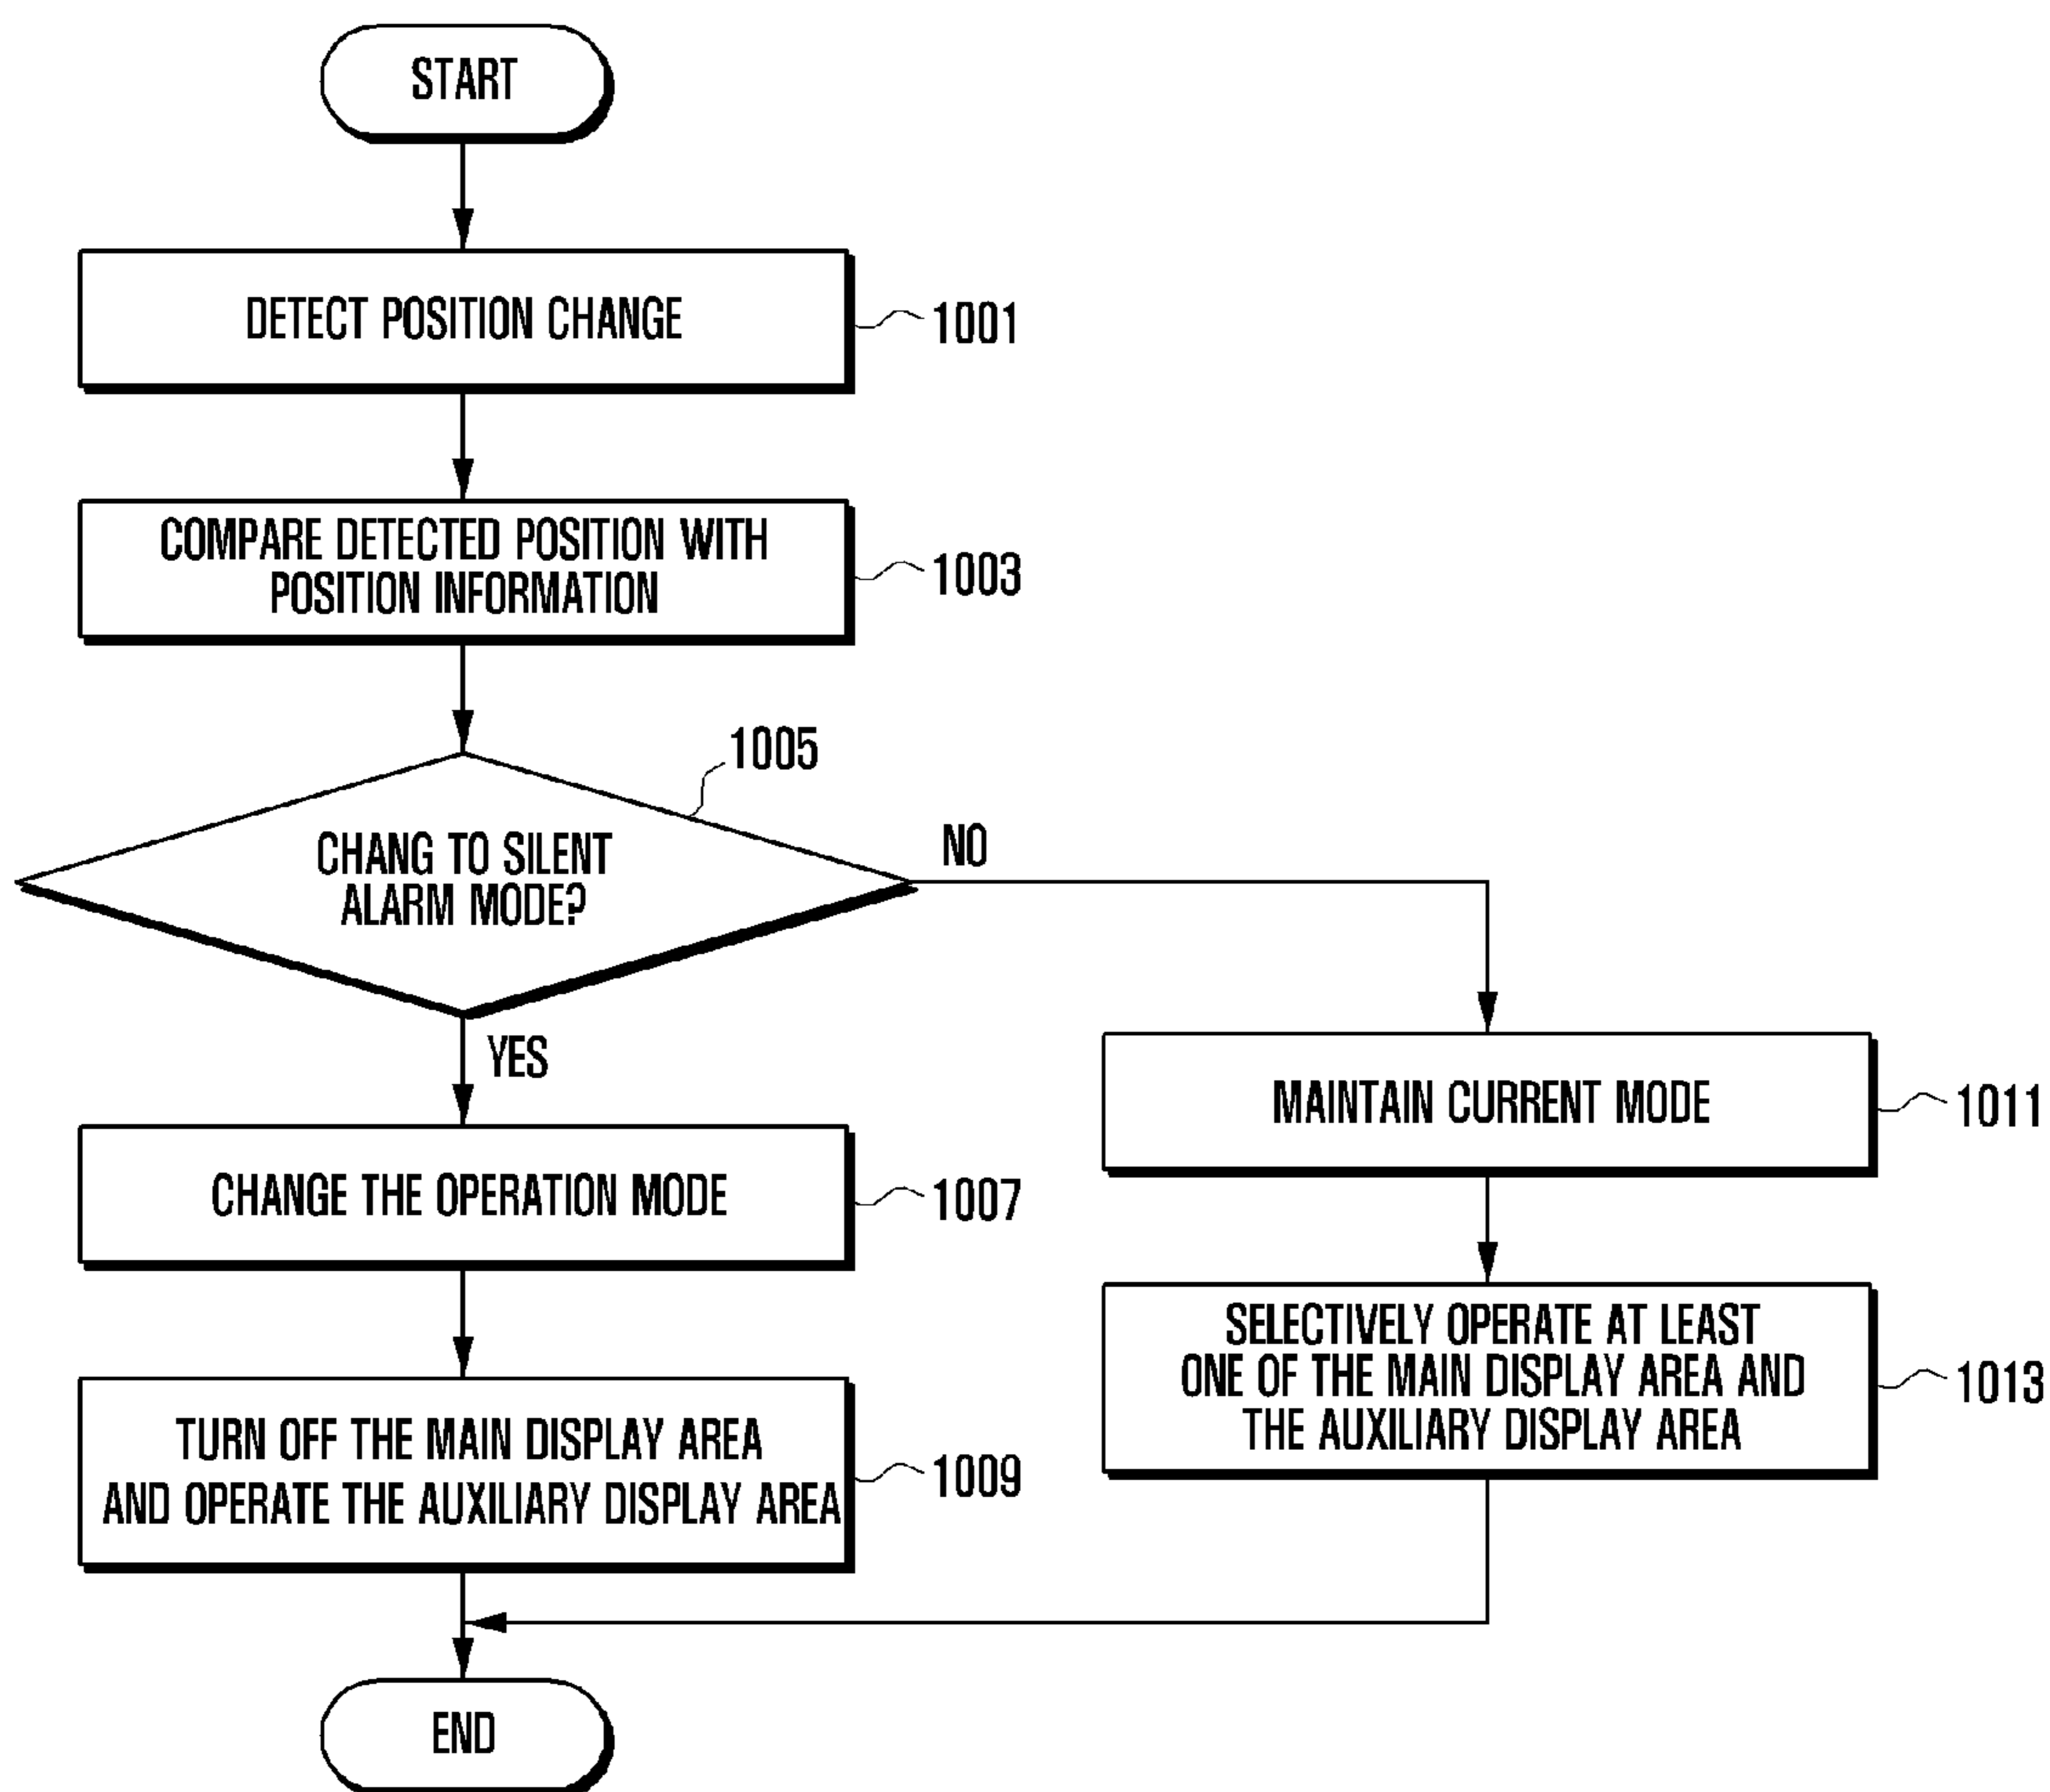 START
DETECT POSITION CHANGE
1001
COMPARE DETECTED POSITION WITH
POSITION INFORMATION
1003
1005
CHANG TO SILENT
ALARM MODE?
NO
YES
CHANGE THE OPERATION MODE
1007
TURN OFF THE MAIN DISPLAY AREA
AND OPERATE THE AUXILIARY DISPLAY AREA
1009
MAINTAIN CURRENT MODE
1011
SELECTIVELY OPERATE AT LEAST
ONE OF THE MAIN DISPLAY AREA AND
THE AUXILIARY DISPLAY AREA
1013
END